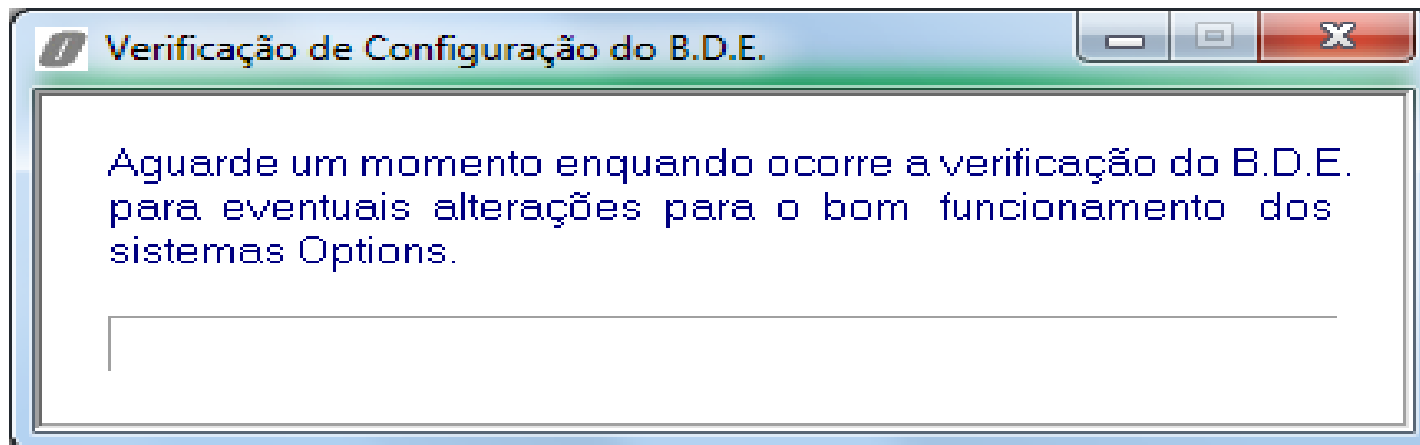 Verificação de Configuração do B.D.E.
Aguarde um momento enquando ocorre a verificação do B.D.E.
para eventuais alterações para o bom funcionamento dos
sistemas Options.